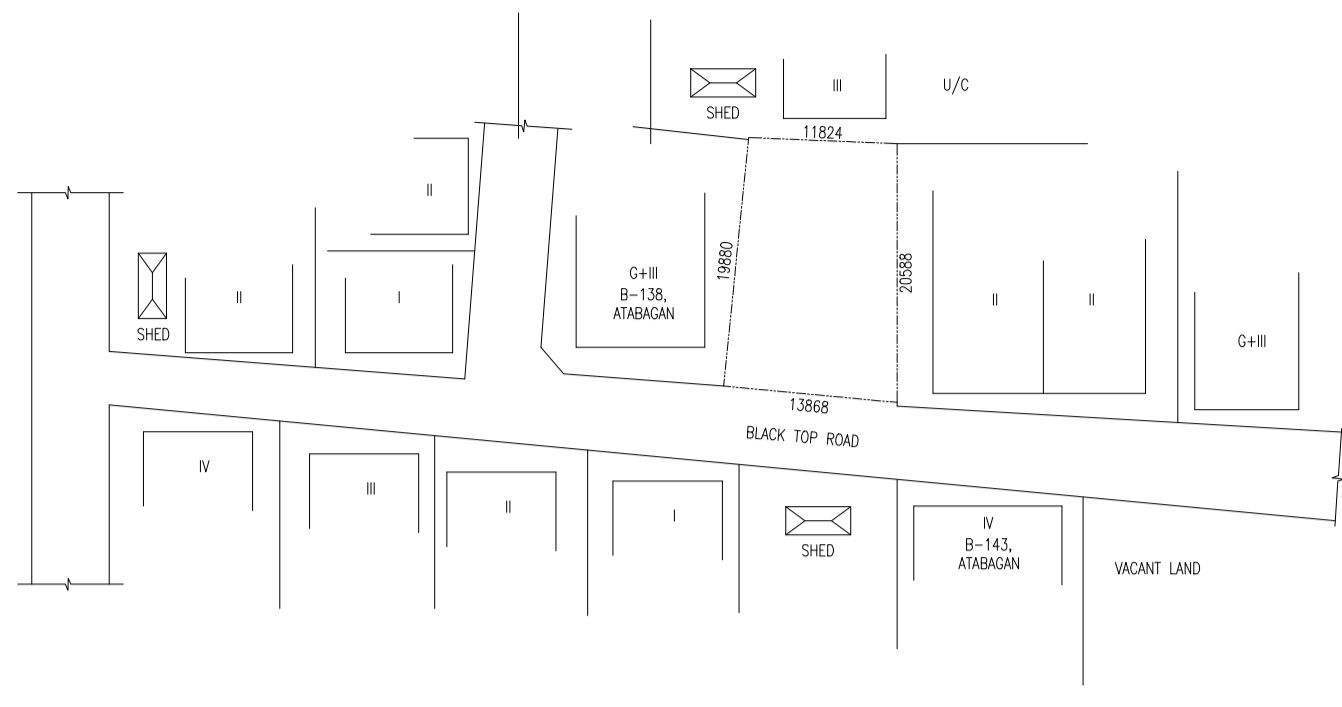 SHED
III
U/C
11824
II
19880
20588
G+III
B-138,
ATABAGAN
II
I
II
II
SHED
G+III
13868
BLACK TOP ROAD
IV
III
II
I
SHED
IV
B-143,
ATABAGAN
VACANT LAND